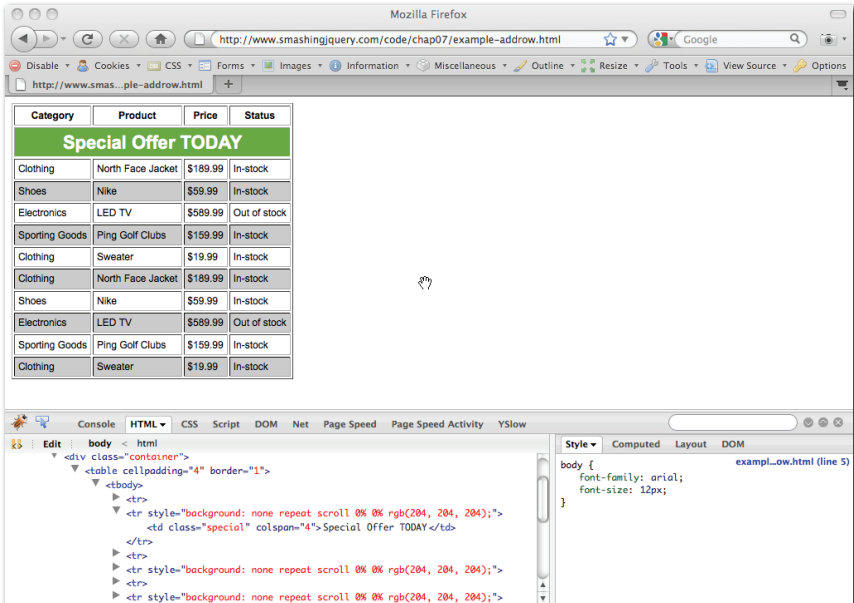 Mozilla Firefox
http://www.smashingjquery.com/code/chap07/example-addrow.html
Google
Disable Cookies CSS Forms Images Information Miscellaneous Outline Resize Tools View Source Options
http://www.smas...ple-addrow.html
Category Product Price Status
Special Offer TODAY
Clothing North Face Jacket $189.99 In-stock
Shoes Nike $59.99 In-stock
Electronics LED TV $589.99 Out of stock
Sporting Goods Ping Golf Clubs $159.99 In-stock
Clothing Sweater $19.99 In-stock
Clothing North Face Jacket $189.99 In-stock
Shoes Nike $59.99 In-stock
Electronics LED TV $589.99 Out of stock
Sporting Goods Ping Golf Clubs $159.99 In-stock
Clothing Sweater $19.99 In-stock
Console HTML CSS Script DOM Net Page Speed Page Speed Activity YSlow
Edit body < html
<div class="container">
<table cellpadding="4" border="1">
<tbody>
<tr>
<tr style="background: none repeat scroll 0% 0% rgb(204, 204, 204);">
<td class="special" colspan="4">Special Offer TODAY</td>
</tr>
<tr>
<tr style="background: none repeat scroll 0% 0% rgb(204, 204, 204);">
<tr>
<tr style="background: none repeat scroll 0% 0% rgb(204, 204, 204);">
Style Computed Layout DOM
body { exampl...ow.html (line 5)
font-family: arial;
font-size: 12px;
}